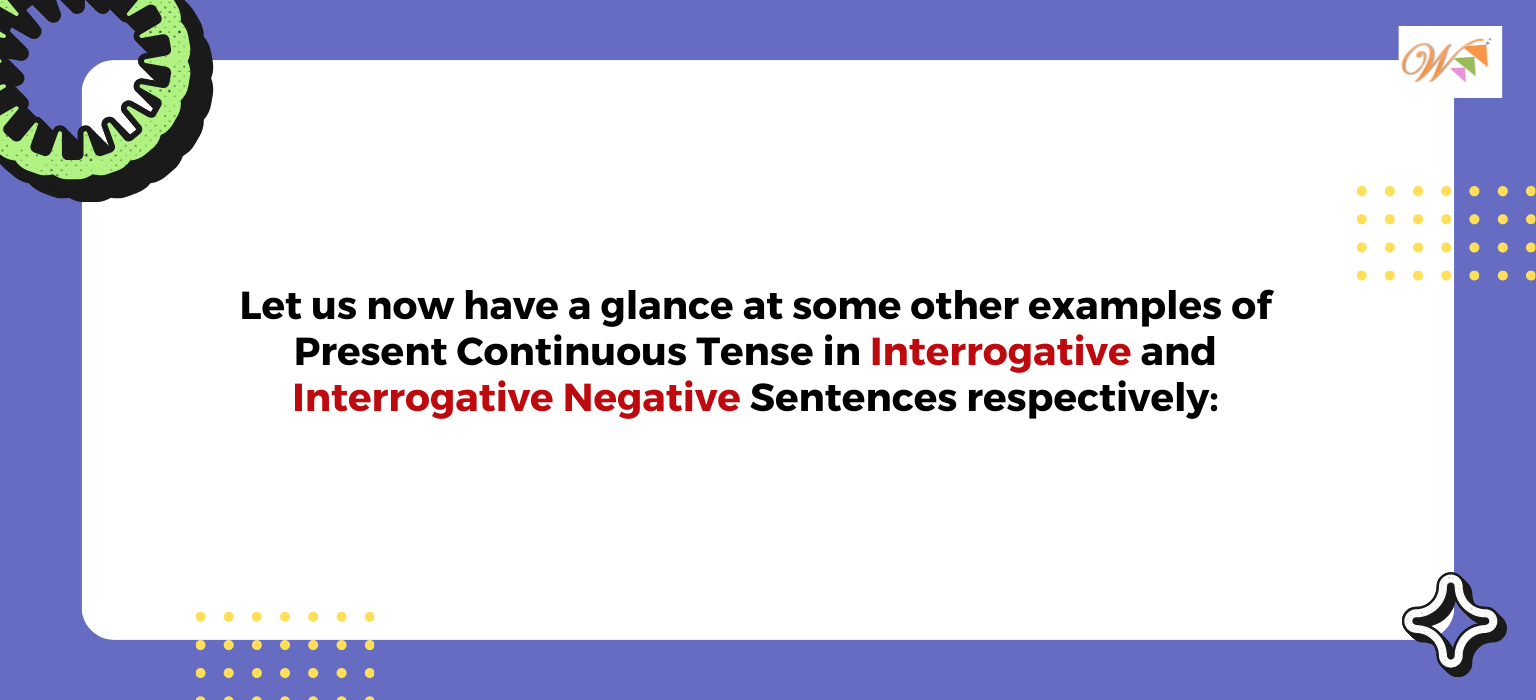 W
Let us now have a glance at some other examples of
Present Continuous Tense in Interrogative and
Interrogative Negative Sentences respectively: